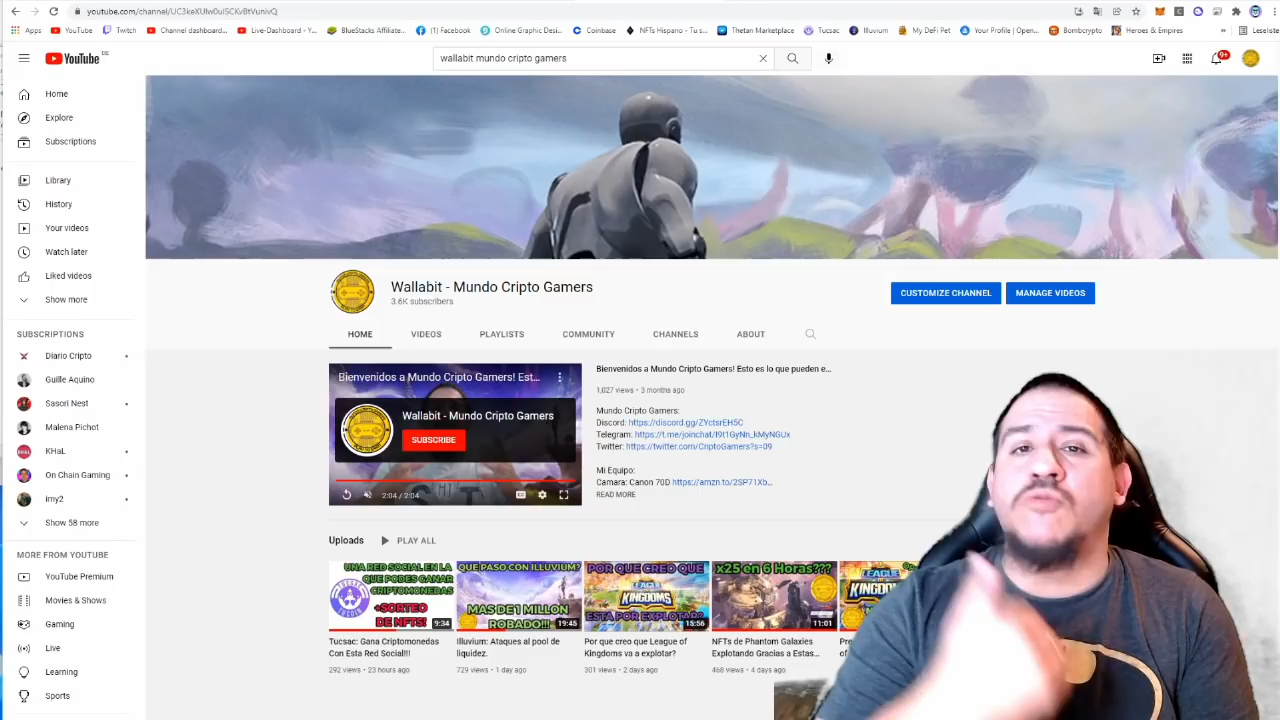 youtube.com/channel/UC3keXUlw0ulSCKvBtVunivQ
Apps
YouTube
Twitch
Channel dashboard...
Live-Dashboard - Y...
BlueStacks Affiliate...
(1) Facebook
Online Graphic Desi...
Coinbase
NFTs Hispano - Tu s...
Thetan Marketplace
Tucsac
Illuvium
My DeFi Pet
Your Profile | Open...
Bombcrypto
Heroes & Empires
»
Leseliste
YouTube DE
wallabit mundo cripto gamers
9+
Home
Explore
Subscriptions
Library
History
Your videos
Watch later
Liked videos
Show more
SUBSCRIPTIONS
Diario Cripto
Guille Aquino
Sasori Nest
Malena Pichot
KHaL
On Chain Gaming
imy2
Show 58 more
MORE FROM YOUTUBE
YouTube Premium
Movies & Shows
Gaming
Live
Learning
Sports
Wallabit - Mundo Cripto Gamers
3.6K subscribers
CUSTOMIZE CHANNEL
MANAGE VIDEOS
HOME
VIDEOS
PLAYLISTS
COMMUNITY
CHANNELS
ABOUT
Bienvenidos a Mundo Cripto Gamers! Est...
Wallabit - Mundo Cripto Gamers
SUBSCRIBE
2:04 / 2:04
Bienvenidos a Mundo Cripto Gamers! Esto es lo que pueden e...
1,027 views • 3 months ago
Mundo Cripto Gamers:
Discord: https://discord.gg/ZYctsrEH5C
Telegram: https://t.me/joinchat/I9t1GyNn_kMyNGUx
Twitter: https://twitter.com/CriptoGamers?s=09
Mi Equipo:
Camara: Canon 70D https://amzn.to/2SP71Xb...
READ MORE
Uploads
PLAY ALL
UNA RED SOCIAL EN LA
QUE PODES GANAR
CRIPTOMONEDAS
+SORTEO
DE NFTS!
9:34
Tucsac: Gana Criptomonedas
Con Esta Red Social!!!
292 views • 23 hours ago
QUE PASO CON ILLUVIUM?
MAS DE 1 MILLON
ROBADO!!!
19:45
Illuvium: Ataques al pool de
liquidez.
729 views • 1 day ago
POR QUE CREO QUE
LEAGUE OF
KINGDOMS
ESTA POR EXPLOTAR?
15:56
Por que creo que League of
Kingdoms va a explotar?
301 views • 2 days ago
x25 en 6 Horas???
11:01
NFTs de Phantom Galaxies
Explotando Gracias a Estas...
468 views • 4 days ago